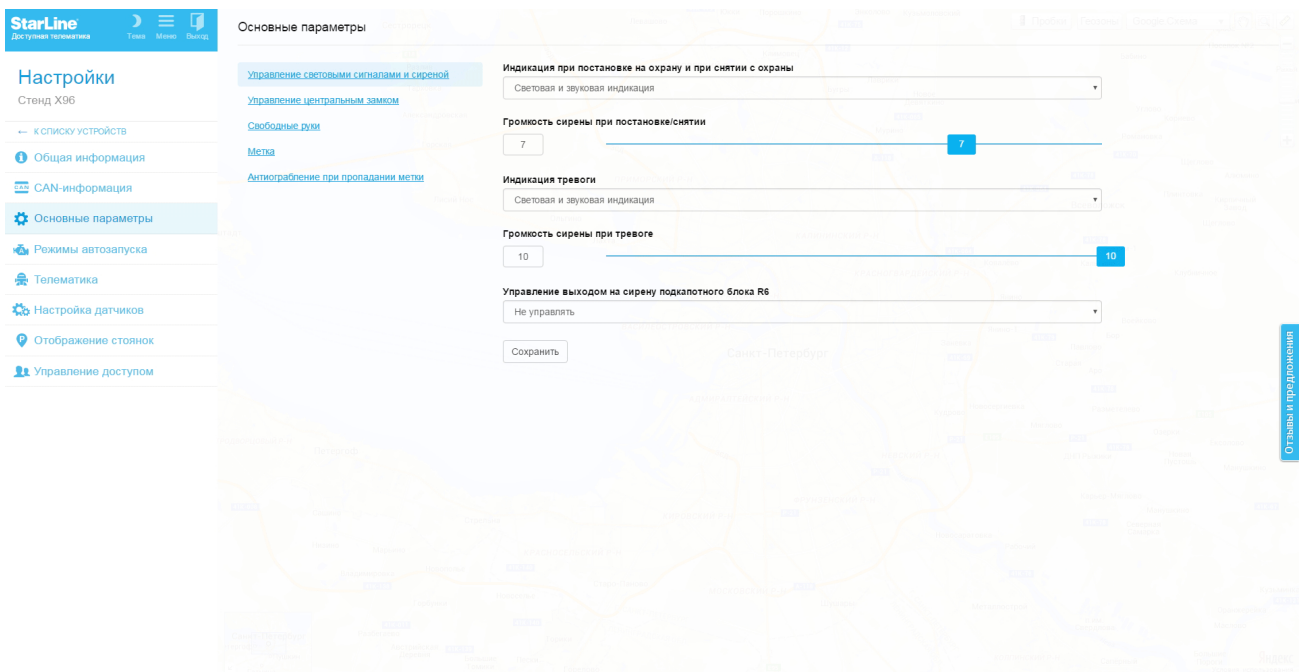 StarLine
Доступная телематика
Тема Меню Выход
Настройки
Стенд X96
← К СПИСКУ УСТРОЙСТВ
Общая информация
CAN-информация
Основные параметры
Режимы автозапуска
Телематика
Настройка датчиков
Отображение стоянок
Управление доступом
Основные параметры
Управление световыми сигналами и сиреной
Управление центральным замком
Свободные руки
Метка
Антиограбление при пропадании метки
Индикация при постановке на охрану и при снятии с охраны
Световая и звуковая индикация
Громкость сирены при постановке/снятии
7
7
Индикация тревоги
Световая и звуковая индикация
Громкость сирены при тревоге
10
10
Управление выходом на сирену подкапотного блока R6
Не управлять
Сохранить
Санкт-Петербург
Отзывы и предложения